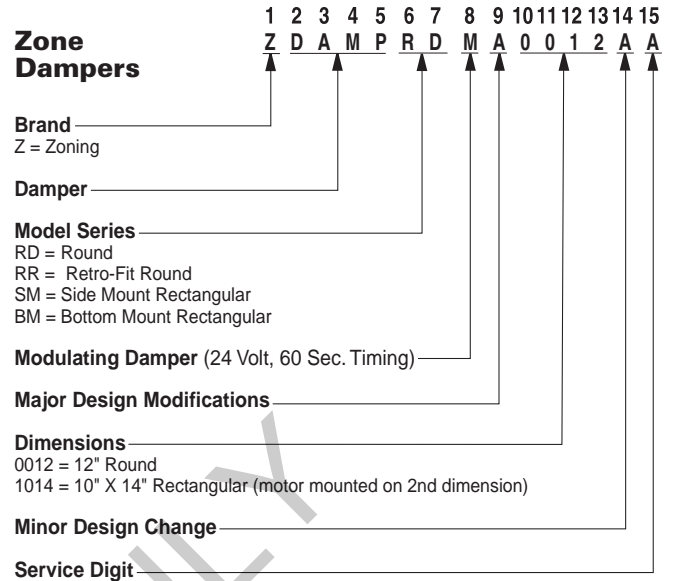 1 2 3 4 5 6 7 8 9 10 11 12 13 14 15
Zone Z D A M P R D M A 0 0 1 2 A A
Dampers
Brand
Z = Zoning
Damper
Model Series
RD = Round
RR = Retro-Fit Round
SM = Side Mount Rectangular
BM = Bottom Mount Rectangular
Modulating Damper (24 Volt, 60 Sec. Timing)
Major Design Modifications
Dimensions
0012 = 12" Round
1014 = 10" X 14" Rectangular (motor mounted on 2nd dimension)
Minor Design Change
Service Digit